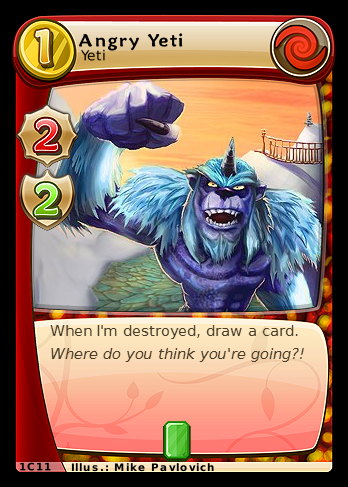 1
Angry Yeti
Yeti
2
2
When I'm destroyed, draw a card.
Where do you think you're going?!
1C11 Illus.: Mike Pavlovich